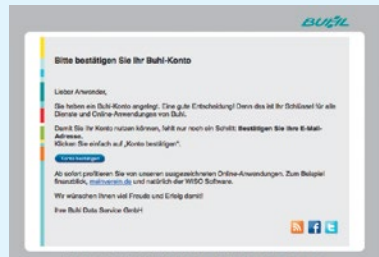 BUHL
Bitte bestätigen Sie Ihr Buhl-Konto
Lieber Anwender,
Sie haben ein Buhl-Konto angelegt. Eine gute Entscheidung! Denn das ist Ihr Schlüssel für alle
Dienste und Online-Anwendungen von Buhl.
Damit Sie Ihr Konto nutzen können, fehlt nur noch ein Schritt: Bestätigen Sie Ihre E-Mail-
Adresse.
Klicken Sie einfach auf „Konto bestätigen".
Konto bestätigen
Ab sofort profitieren Sie von unseren ausgezeichneten Online-Anwendungen. Zum Beispiel
finanzblick, meinverein.de und natürlich der WISO Software.
Wir wünschen Ihnen viel Freude und Erfolg damit!
Ihre Buhl Data Service GmbH